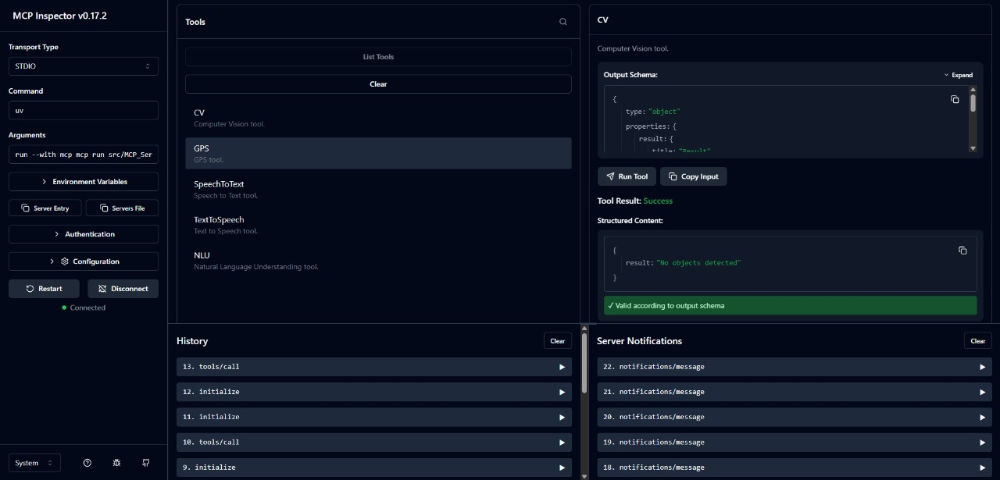 MCP Inspector v0.17.2
Transport Type
STDIO
Command
uv
Arguments
run --with mcp mcp run src/MCP_Ser
Environment Variables
Server Entry
Servers File
Authentication
Configuration
Restart
Disconnect
Connected
System
Tools
List Tools
Clear
CV
Computer Vision tool.
GPS
GPS tool.
SpeechToText
Speech to Text tool.
TextToSpeech
Text to Speech tool.
NLU
Natural Language Understanding tool.
CV
Computer Vision tool.
Output Schema:
Expand
{
type: "object"
properties: {
result: {
title: "Result"
Run Tool
Copy Input
Tool Result: Success
Structured Content:
{
result: "No objects detected"
}
✓ Valid according to output schema
History
Clear
13. tools/call
12. initialize
11. initialize
10. tools/call
9. initialize
Server Notifications
Clear
22. notifications/message
21. notifications/message
20. notifications/message
19. notifications/message
18. notifications/message